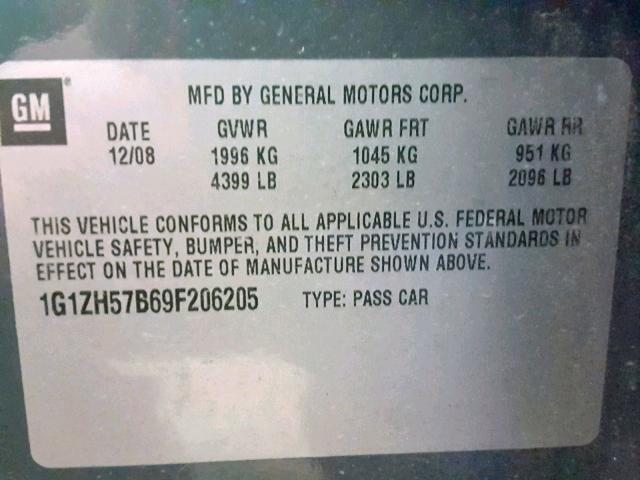 GM ®
MFD BY GENERAL MOTORS CORP.
DATE GVWR GAWR FRT GAWR RR
12/08 1996 KG 1045 KG 951 KG
4399 LB 2303 LB 2096 LB
THIS VEHICLE CONFORMS TO ALL APPLICABLE U.S. FEDERAL MOTOR
VEHICLE SAFETY, BUMPER, AND THEFT PREVENTION STANDARDS IN
EFFECT ON THE DATE OF MANUFACTURE SHOWN ABOVE.
1G1ZH57B69F206205 TYPE: PASS CAR